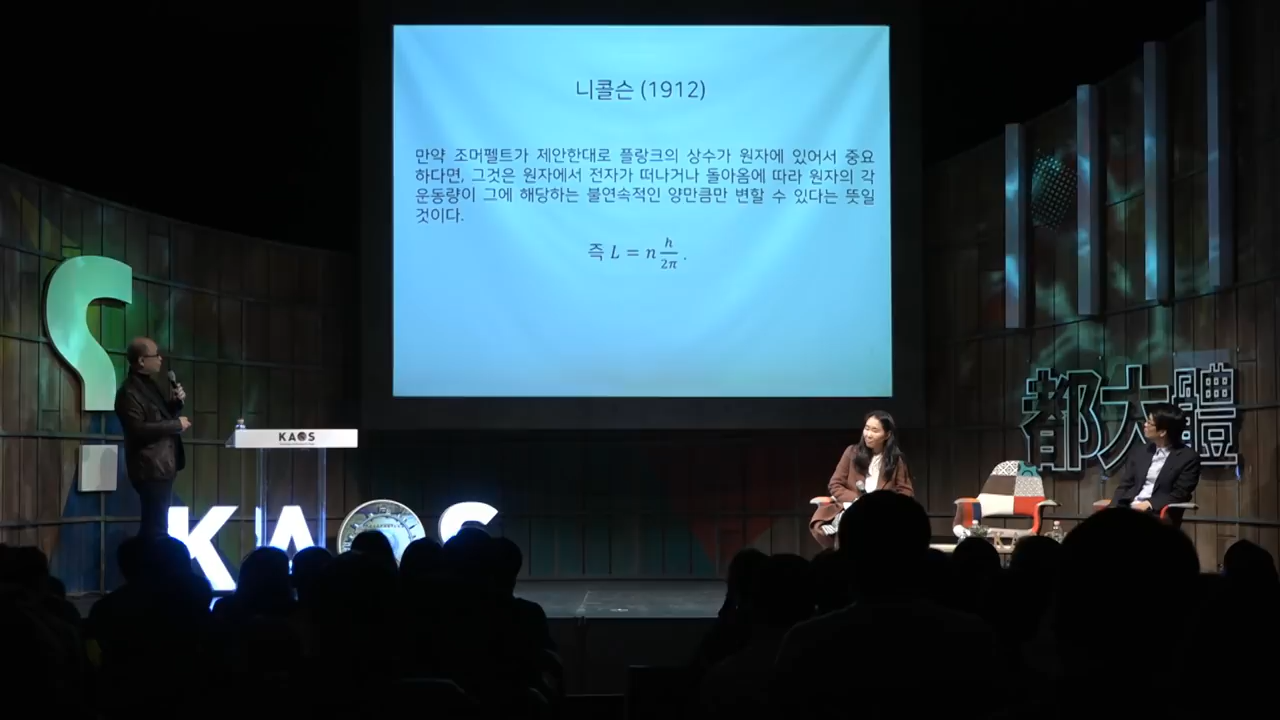 니콜슨 (1912)
만약 조머펠트가 제안한대로 플랑크의 상수가 원자에 있어서 중요
하다면, 그것은 원자에서 전자가 떠나거나 돌아옴에 따라 원자의 각
운동량이 그에 해당하는 불연속적인 양만큼만 변할 수 있다는 뜻일
것이다.
즉 L = n h/2π .
都大體
KAOS
KAOS